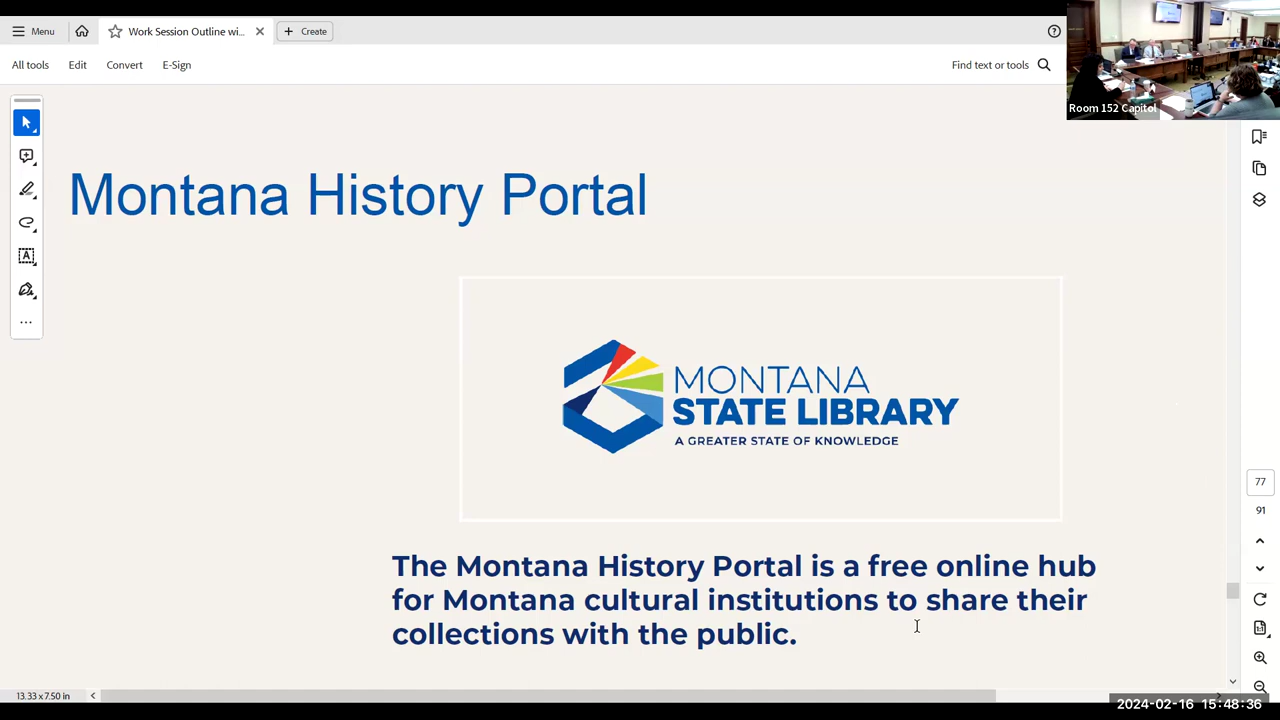 Menu
Work Session Outline wi...
Create
All tools
Edit
Convert
E-Sign
Find text or tools
Room 152 Capitol
Montana History Portal
MONTANA
STATE LIBRARY
A GREATER STATE OF KNOWLEDGE
The Montana History Portal is a free online hub
for Montana cultural institutions to share their
collections with the public.
77
91
13.33 x 7.50 in
2024-02-16 15:48:36